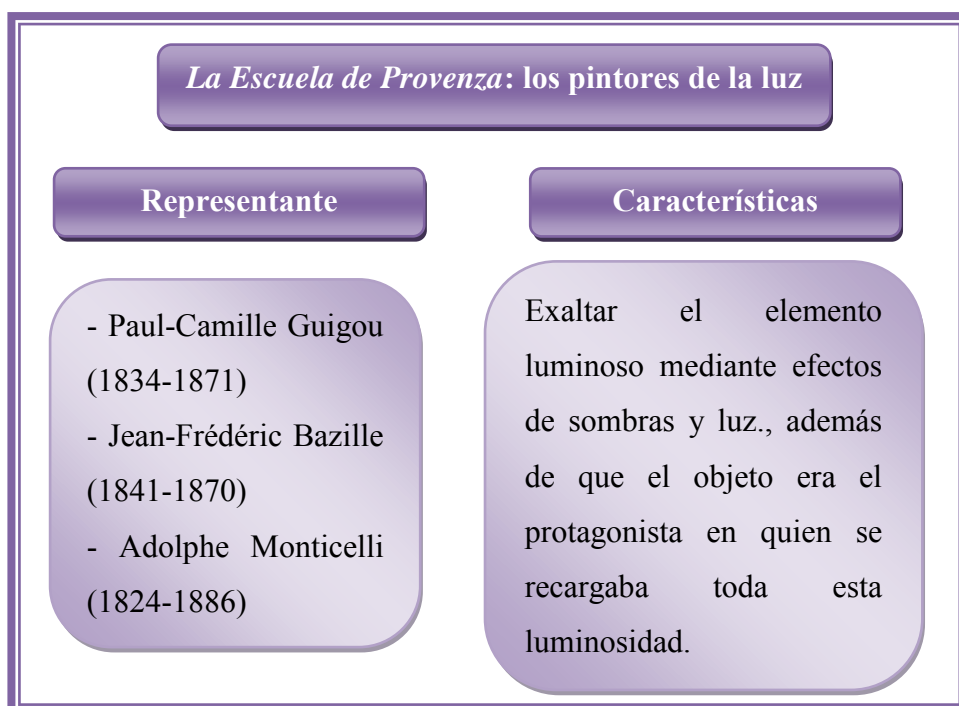 La Escuela de Provenza: los pintores de la luz
Representante
- Paul-Camille Guigou
(1834-1871)
- Jean-Frédéric Bazille
(1841-1870)
- Adolphe Monticelli
(1824-1886)
Características
Exaltar el elemento
luminoso mediante efectos
de sombras y luz., además
de que el objeto era el
protagonista en quien se
recargaba toda esta
luminosidad.